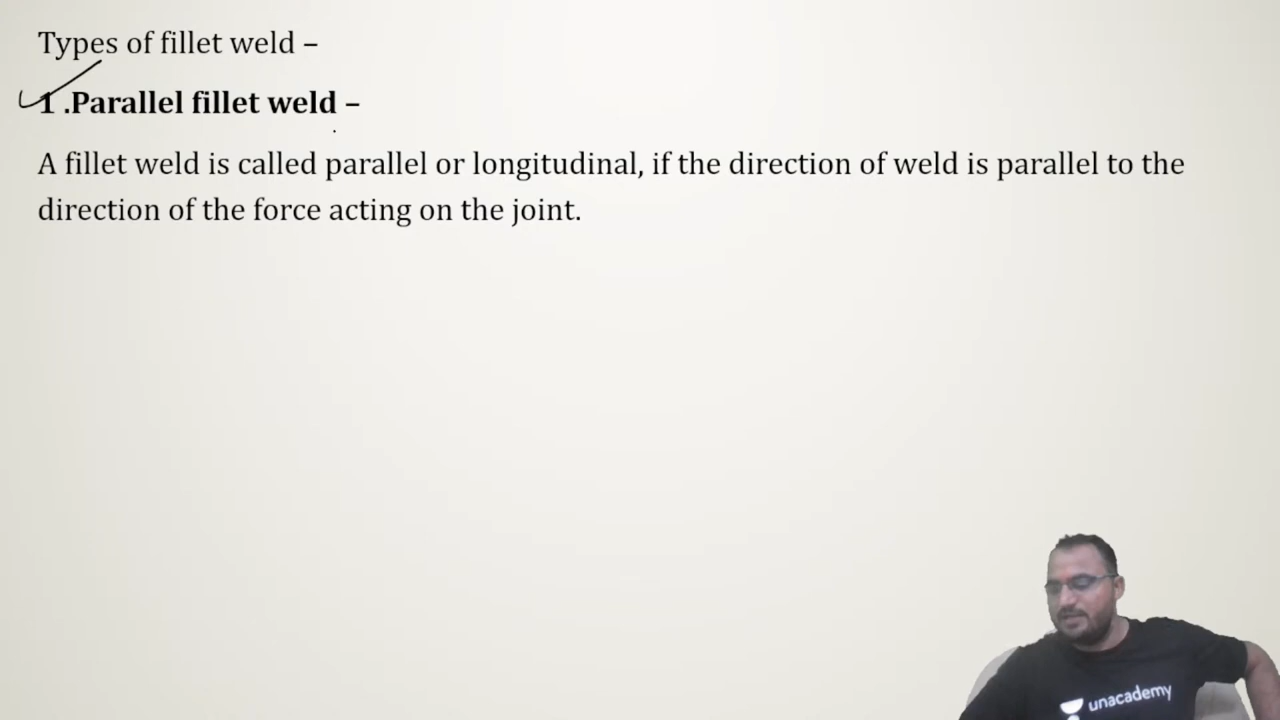 Types of fillet weld –
1 .Parallel fillet weld –
A fillet weld is called parallel or longitudinal, if the direction of weld is parallel to the
direction of the force acting on the joint.
unacademy